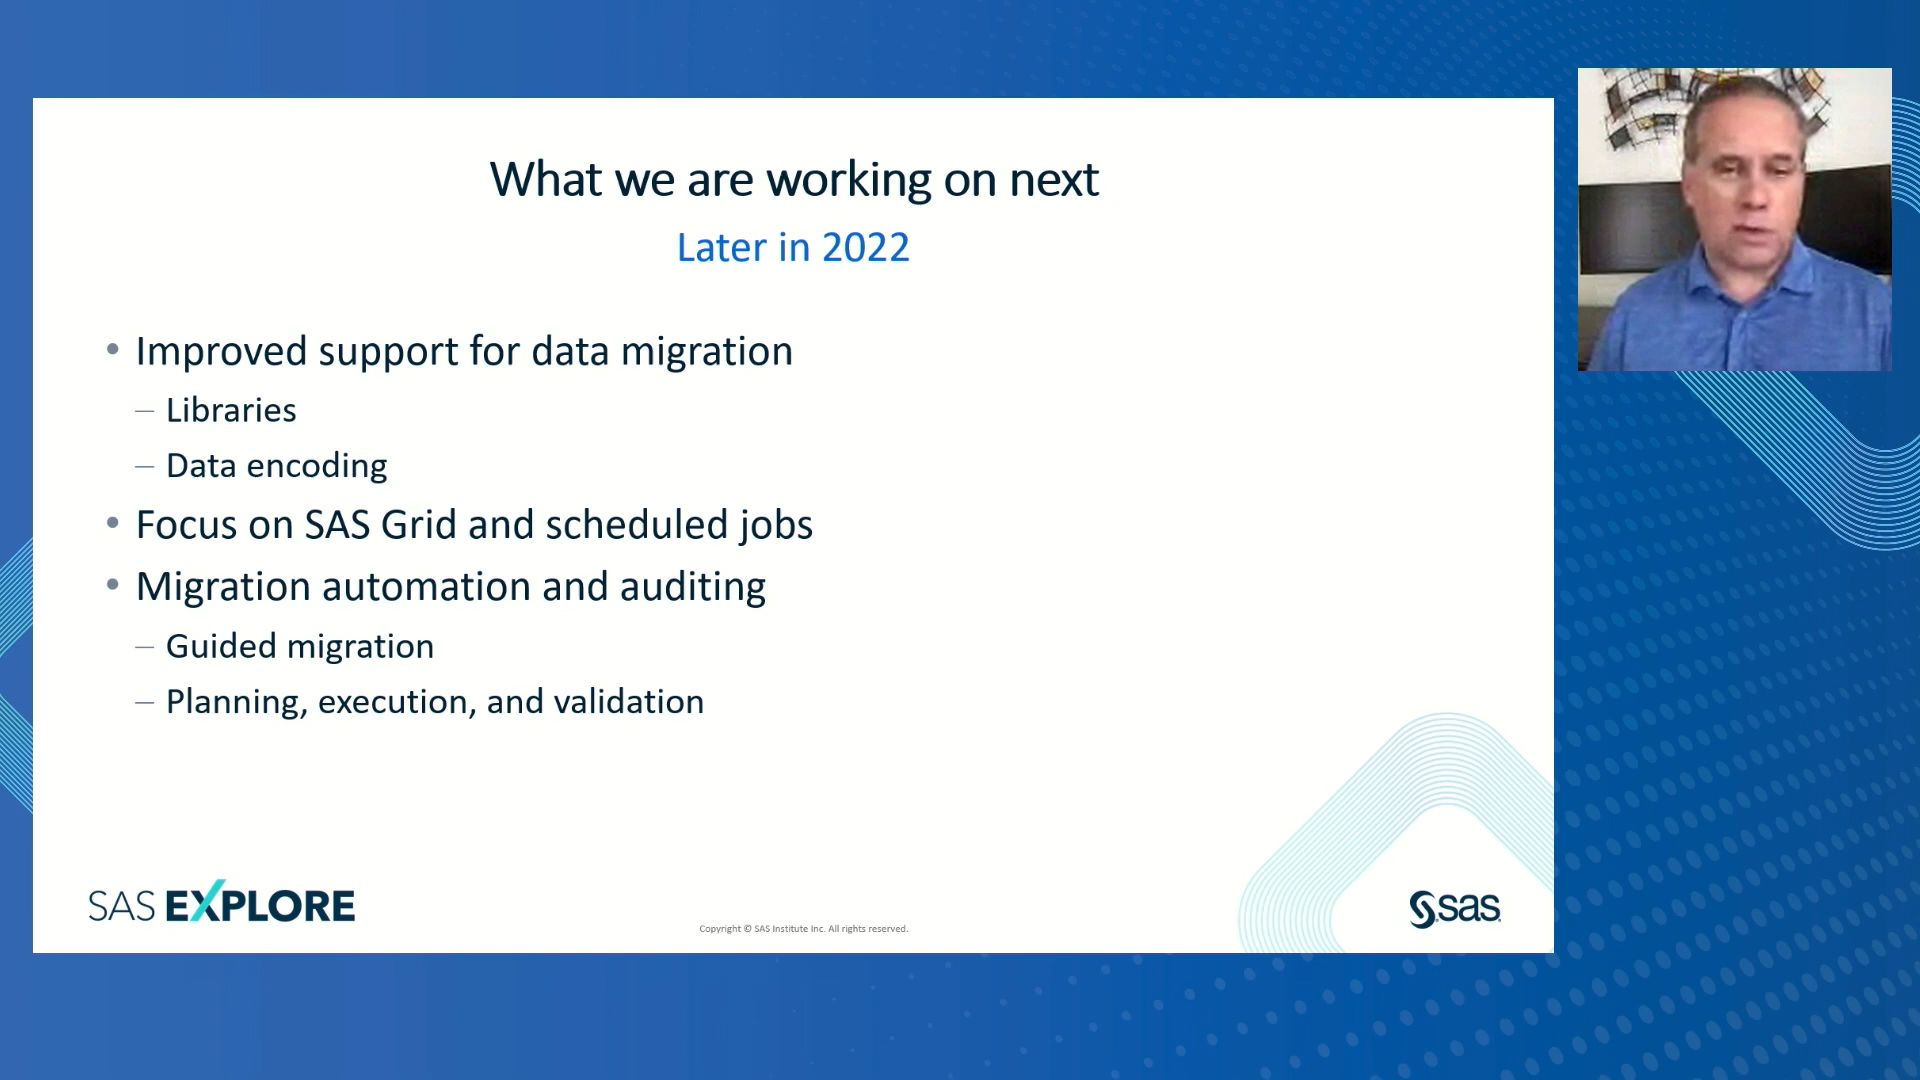 What we are working on next
Later in 2022
• Improved support for data migration
– Libraries
– Data encoding
• Focus on SAS Grid and scheduled jobs
• Migration automation and auditing
– Guided migration
– Planning, execution, and validation
SAS EXPLORE
Copyright © SAS Institute Inc. All rights reserved.
sas